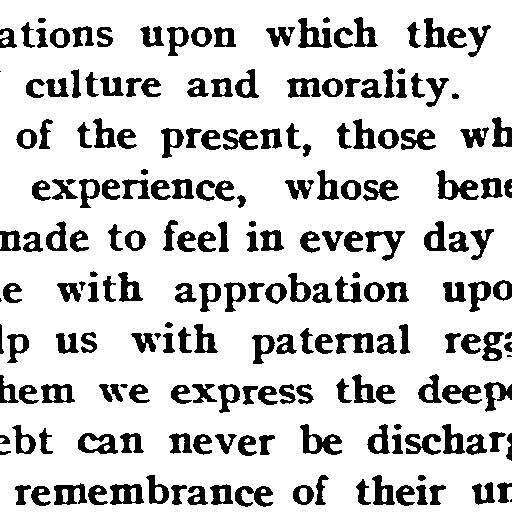 ations upon which they
culture and morality.
of the present, those wh
experience, whose bene
made to feel in every day
e with approbation upo
lp us with paternal rega
hem we express the deepe
ebt can never be discharg
remembrance of their un